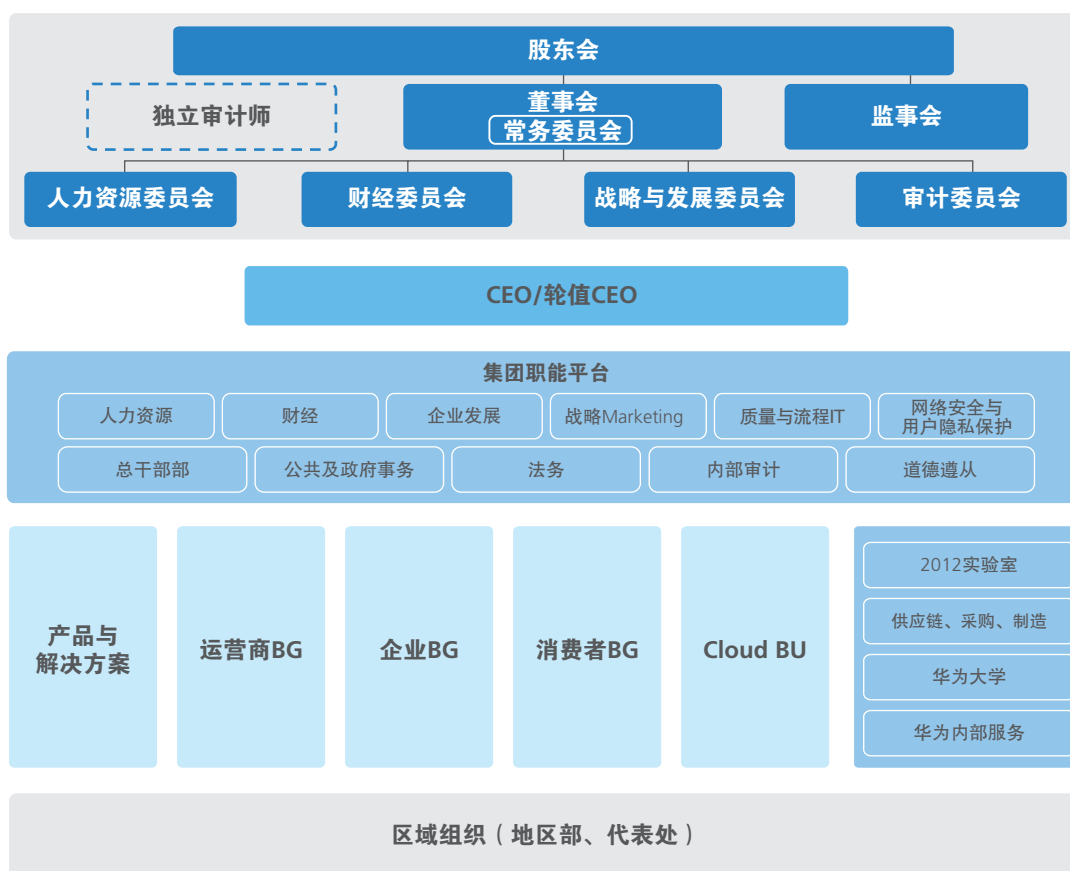 股东会
独立审计师
董事会
常务委员会
监事会
人力资源委员会
财经委员会
战略与发展委员会
审计委员会
CEO/轮值CEO
集团职能平台
人力资源
财经
企业发展
战略Marketing
质量与流程IT
网络安全与
用户隐私保护
总干部部
公共及政府事务
法务
内部审计
道德遵从
产品与
解决方案
运营商BG
企业BG
消费者BG
Cloud BU
2012实验室
供应链、采购、制造
华为大学
华为内部服务
区域组织（地区部、代表处）